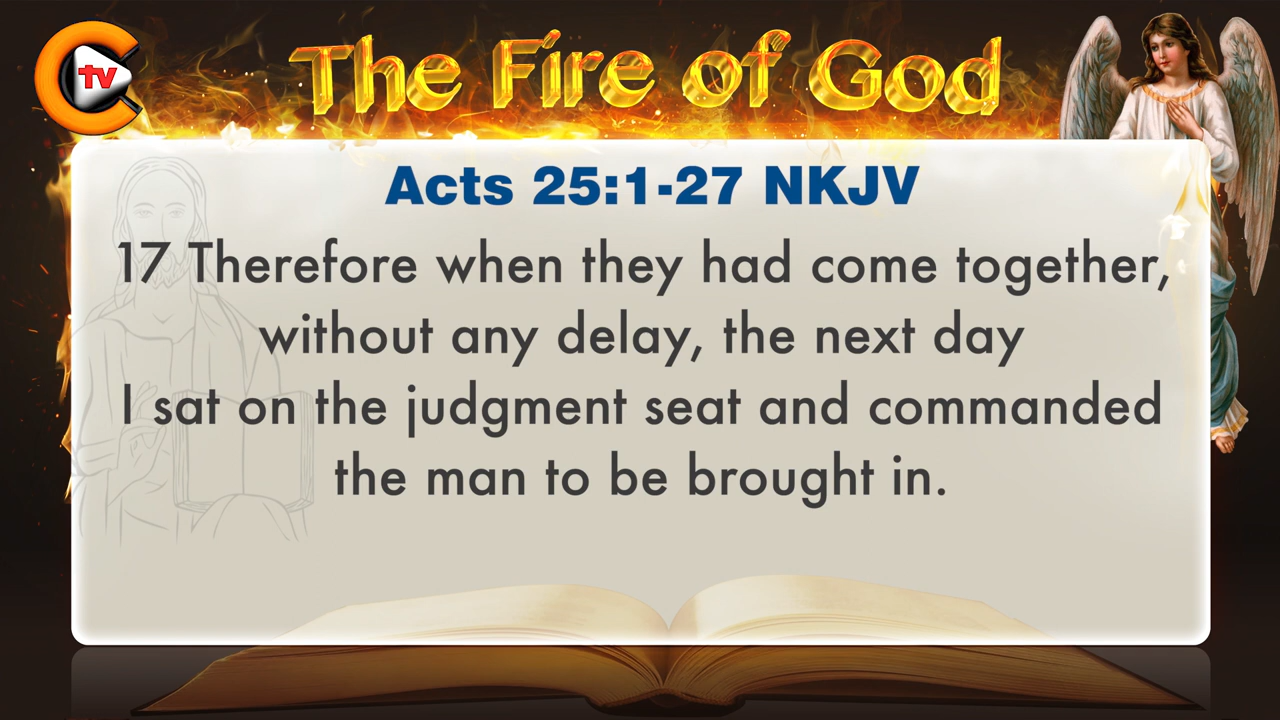 tv
The Fire of God
Acts 25:1-27 NKJV
17 Therefore when they had come together,
without any delay, the next day
I sat on the judgment seat and commanded
the man to be brought in.